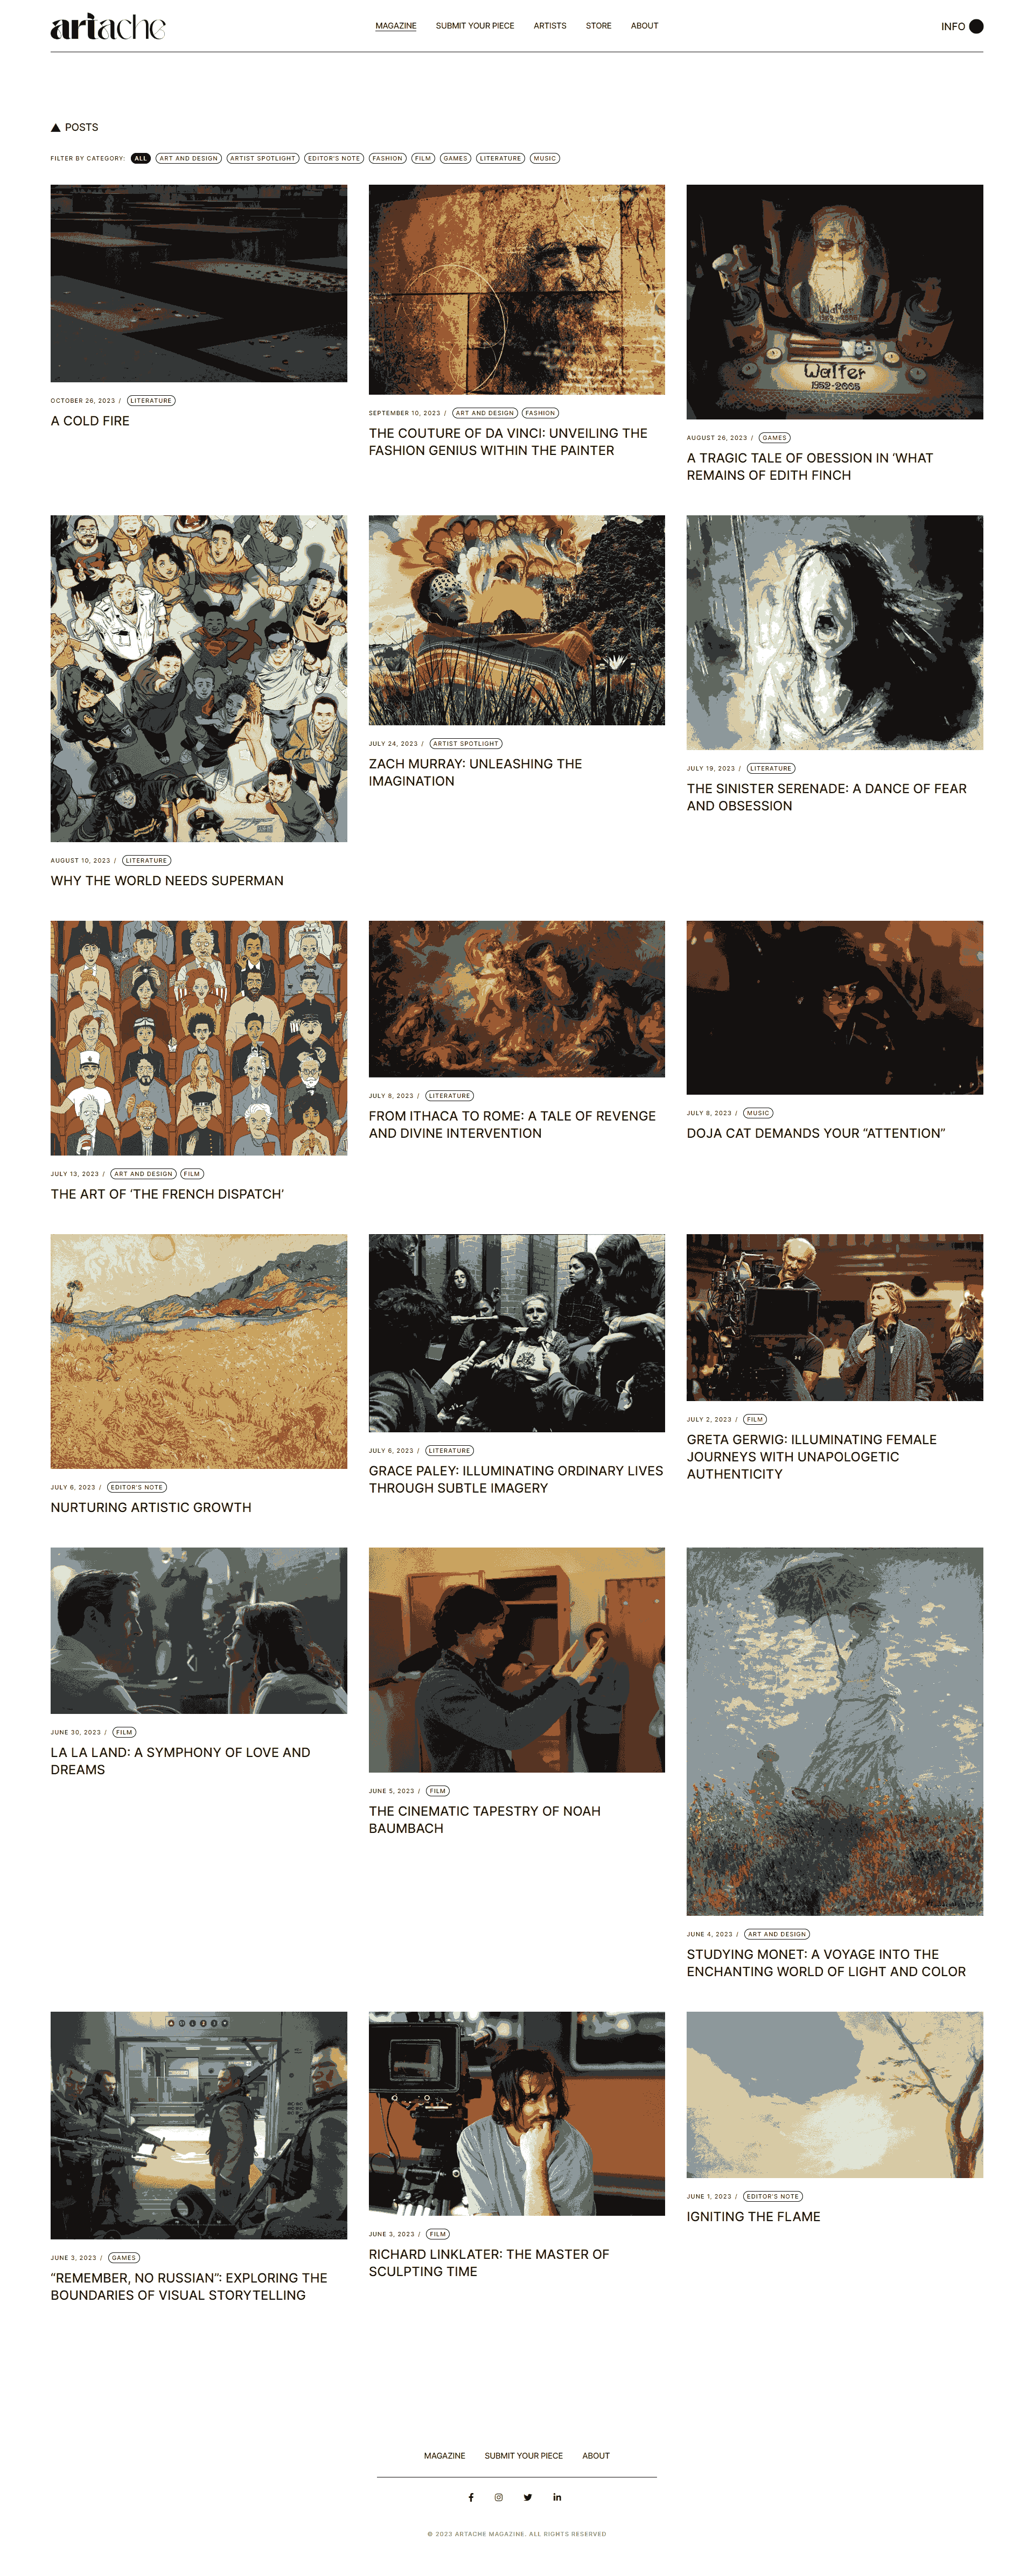 artache
MAGAZINE SUBMIT YOUR PIECE ARTISTS STORE ABOUT
INFO
POSTS
FILTER BY CATEGORY: ALL ART AND DESIGN ARTIST SPOTLIGHT EDITOR'S NOTE FASHION FILM GAMES LITERATURE MUSIC
OCTOBER 26, 2023 / LITERATURE
A COLD FIRE
SEPTEMBER 10, 2023 / ART AND DESIGN FASHION
THE COUTURE OF DA VINCI: UNVEILING THE
FASHION GENIUS WITHIN THE PAINTER
Walter
1952-2005
AUGUST 26, 2023 / GAMES
A TRAGIC TALE OF OBESSION IN ‘WHAT
REMAINS OF EDITH FINCH
AUGUST 10, 2023 / LITERATURE
WHY THE WORLD NEEDS SUPERMAN
JULY 24, 2023 / ARTIST SPOTLIGHT
ZACH MURRAY: UNLEASHING THE
IMAGINATION
JULY 19, 2023 / LITERATURE
THE SINISTER SERENADE: A DANCE OF FEAR
AND OBSESSION
JULY 13, 2023 / ART AND DESIGN FILM
THE ART OF ‘THE FRENCH DISPATCH’
JULY 8, 2023 / LITERATURE
FROM ITHACA TO ROME: A TALE OF REVENGE
AND DIVINE INTERVENTION
JULY 8, 2023 / MUSIC
DOJA CAT DEMANDS YOUR “ATTENTION”
JULY 6, 2023 / EDITOR'S NOTE
NURTURING ARTISTIC GROWTH
JULY 6, 2023 / LITERATURE
GRACE PALEY: ILLUMINATING ORDINARY LIVES
THROUGH SUBTLE IMAGERY
JULY 2, 2023 / FILM
GRETA GERWIG: ILLUMINATING FEMALE
JOURNEYS WITH UNAPOLOGETIC
AUTHENTICITY
JUNE 30, 2023 / FILM
LA LA LAND: A SYMPHONY OF LOVE AND
DREAMS
JUNE 5, 2023 / FILM
THE CINEMATIC TAPESTRY OF NOAH
BAUMBACH
JUNE 4, 2023 / ART AND DESIGN
STUDYING MONET: A VOYAGE INTO THE
ENCHANTING WORLD OF LIGHT AND COLOR
JUNE 3, 2023 / GAMES
“REMEMBER, NO RUSSIAN”: EXPLORING THE
BOUNDARIES OF VISUAL STORYTELLING
JUNE 3, 2023 / FILM
RICHARD LINKLATER: THE MASTER OF
SCULPTING TIME
JUNE 1, 2023 / EDITOR'S NOTE
IGNITING THE FLAME
MAGAZINE SUBMIT YOUR PIECE ABOUT
© 2023 ARTACHE MAGAZINE. ALL RIGHTS RESERVED